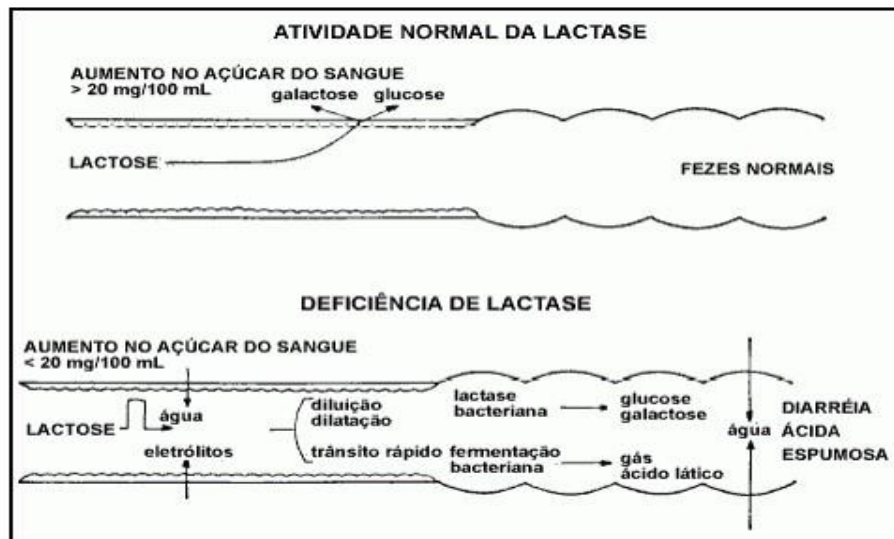 ATIVIDADE NORMAL DA LACTASE
AUMENTO NO AÇÚCAR DO SANGUE
> 20 mg/100 mL
galactose glucose
LACTOSE
FEZES NORMAIS
DEFICIÊNCIA DE LACTASE
AUMENTO NO AÇÚCAR DO SANGUE
< 20 mg/100 mL
LACTOSE
água
eletrólitos
diluição
dilatação
trânsito rápido
lactase
bacteriana
glucose
galactose
fermentação
bacteriana
gás
ácido lático
água
DIARRÉIA
ÁCIDA
ESPUMOSA